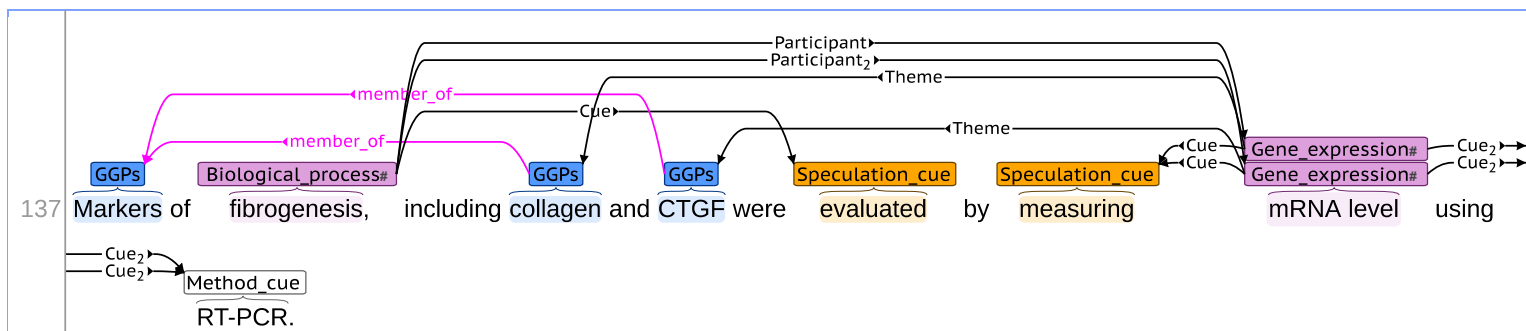 Participant
Participant2
Theme
member_of
Cue
Theme
member_of
Cue Gene_expression# Cue2
GGPs Biological_process# GGPs GGPs Speculation_cue Speculation_cue Cue Gene_expression# Cue2
137 Markers of fibrogenesis, including collagen and CTGF were evaluated by measuring mRNA level using
Cue2
Cue2
Method_cue
RT-PCR.